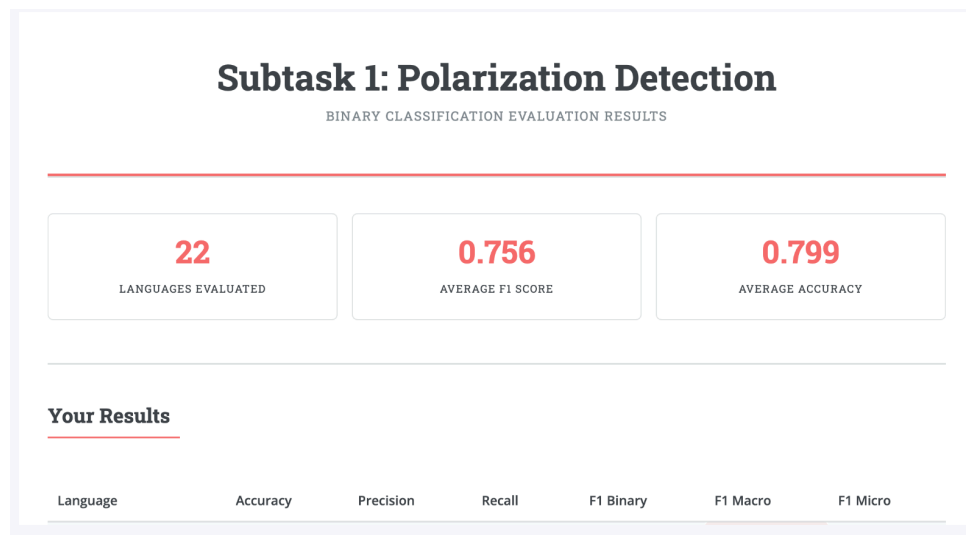 Subtask 1: Polarization Detection
BINARY CLASSIFICATION EVALUATION RESULTS
22
LANGUAGES EVALUATED
0.756
AVERAGE F1 SCORE
0.799
AVERAGE ACCURACY
Your Results
Language Accuracy Precision Recall F1 Binary F1 Macro F1 Micro